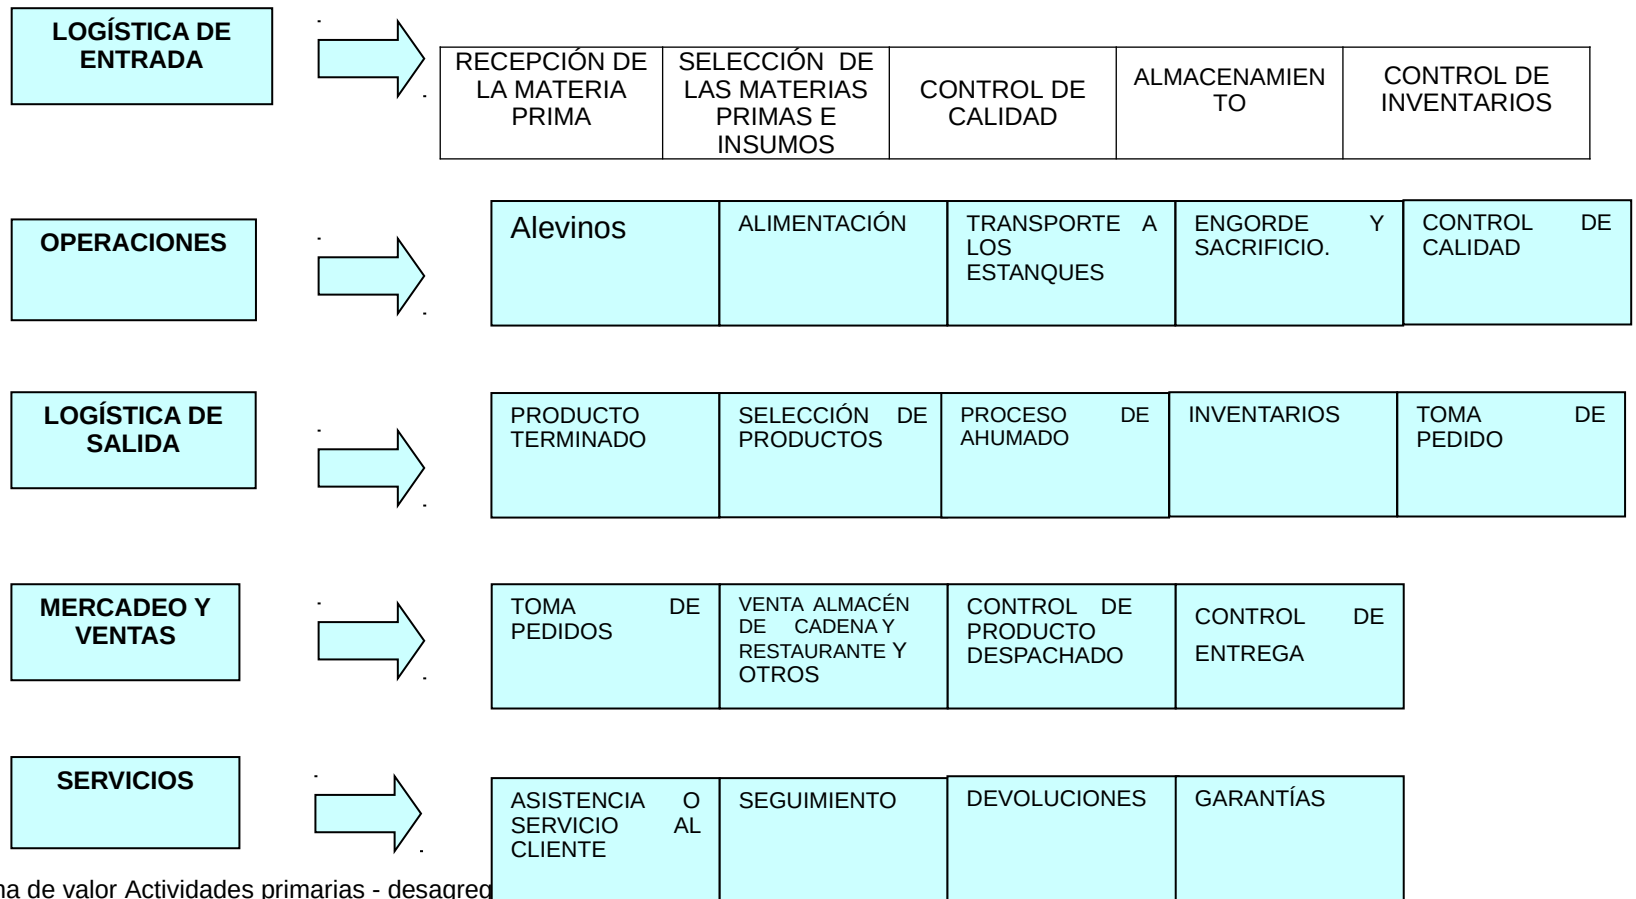 LOGÍSTICA DE
ENTRADA
RECEPCIÓN DE
LA MATERIA
PRIMA
SELECCIÓN DE
LAS MATERIAS
PRIMAS E
INSUMOS
CONTROL DE
CALIDAD
ALMACENAMIEN
TO
CONTROL DE
INVENTARIOS
OPERACIONES
Alevinos
ALIMENTACIÓN
TRANSPORTE A
LOS
ESTANQUES
ENGORDE Y
SACRIFICIO.
CONTROL DE
CALIDAD
LOGÍSTICA DE
SALIDA
PRODUCTO
TERMINADO
SELECCIÓN DE
PRODUCTOS
PROCESO DE
AHUMADO
INVENTARIOS
TOMA DE
PEDIDO
MERCADEO Y
VENTAS
TOMA DE
PEDIDOS
VENTA ALMACÉN
DE CADENA Y
RESTAURANTE Y
OTROS
CONTROL DE
PRODUCTO
DESPACHADO
CONTROL DE
ENTREGA
SERVICIOS
ASISTENCIA O
SERVICIO AL
CLIENTE
SEGUIMIENTO
DEVOLUCIONES
GARANTÍAS
na de valor Actividades primarias - desagreg